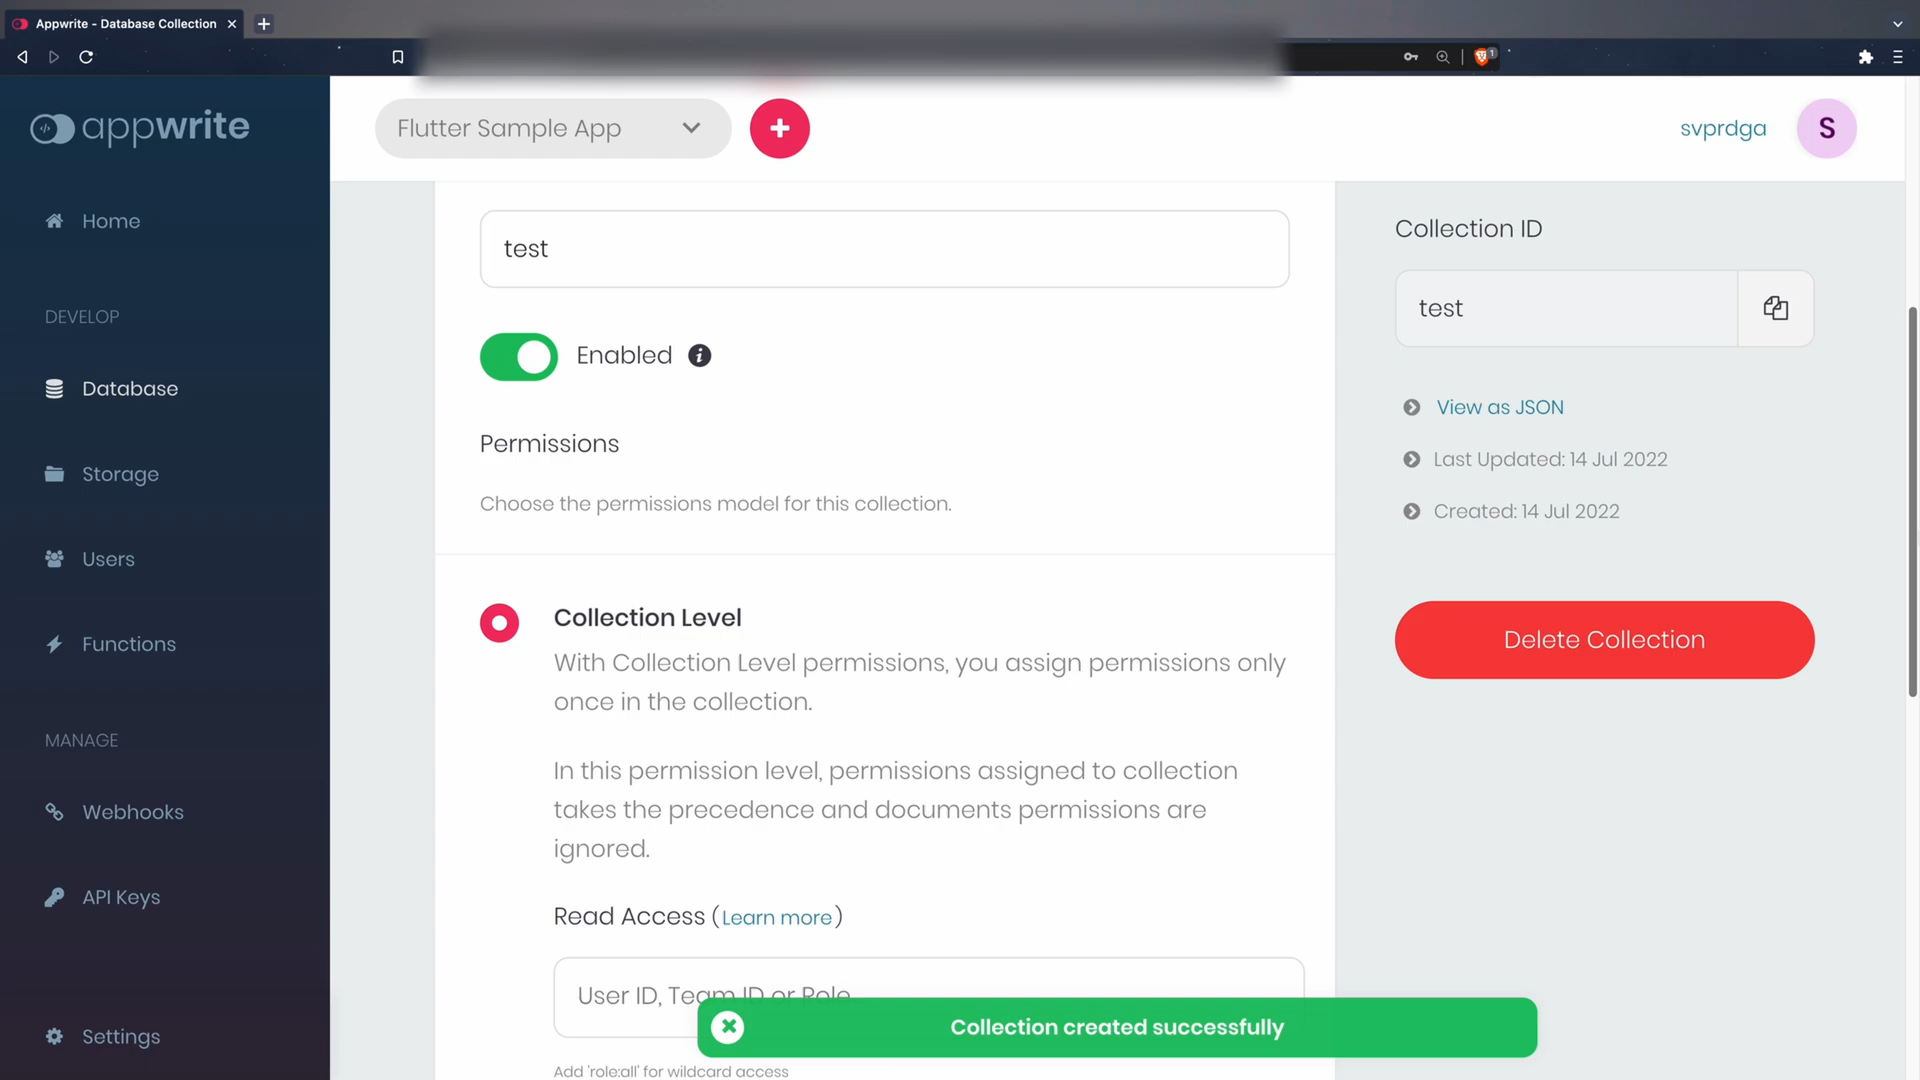 Appwrite - Database Collection
1
appwrite
Flutter Sample App
svprdga
S
Home
DEVELOP
Database
Storage
Users
Functions
MANAGE
Webhooks
API Keys
Settings
test
Enabled
Permissions
Choose the permissions model for this collection.
Collection Level
With Collection Level permissions, you assign permissions only
once in the collection.
In this permission level, permissions assigned to collection
takes the precedence and documents permissions are
ignored.
Read Access (Learn more)
User ID, Team ID or Role
Add 'role:all' for wildcard access
Collection created successfully
Collection ID
test
View as JSON
Last Updated: 14 Jul 2022
Created: 14 Jul 2022
Delete Collection